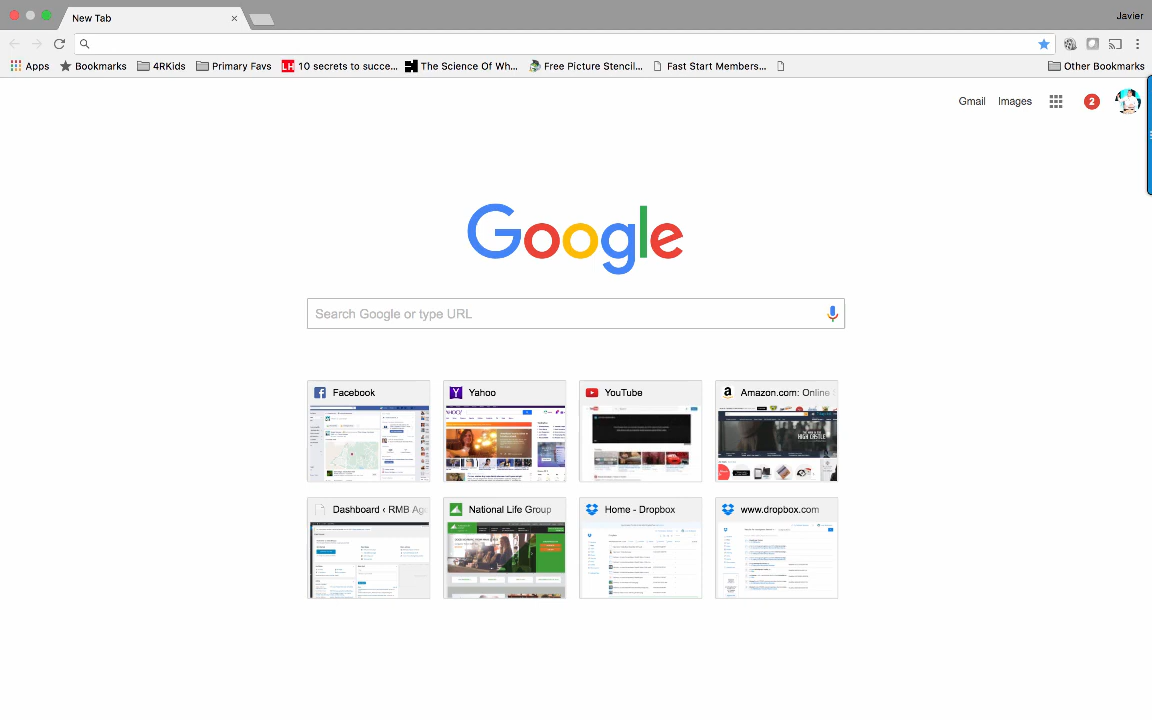 New Tab
Javier
Apps Bookmarks 4RKids Primary Favs 10 secrets to succe... The Science Of Wh... Free Picture Stencil... Fast Start Members... Other Bookmarks
Gmail Images 2
Google
Search Google or type URL
Facebook Yahoo YouTube Amazon.com: Online
Dashboard ‹ RMB Ag National Life Group Home - Dropbox www.dropbox.com